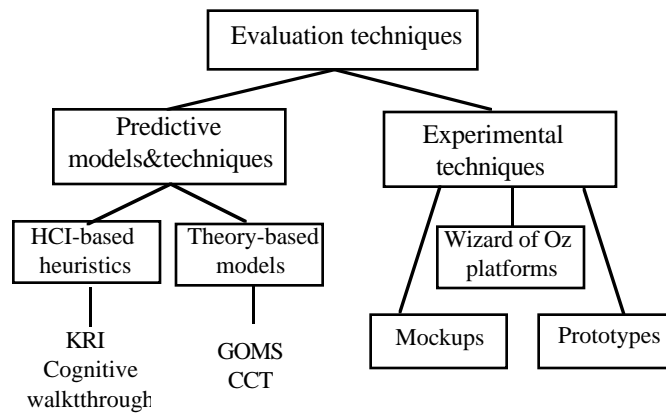 Evaluation techniques
Predictive
models&techniques
Experimental
techniques
HCI-based
heuristics
Theory-based
models
Wizard of Oz
platforms
KRI
Cognitive
walktthrough
GOMS
CCT
Mockups
Prototypes